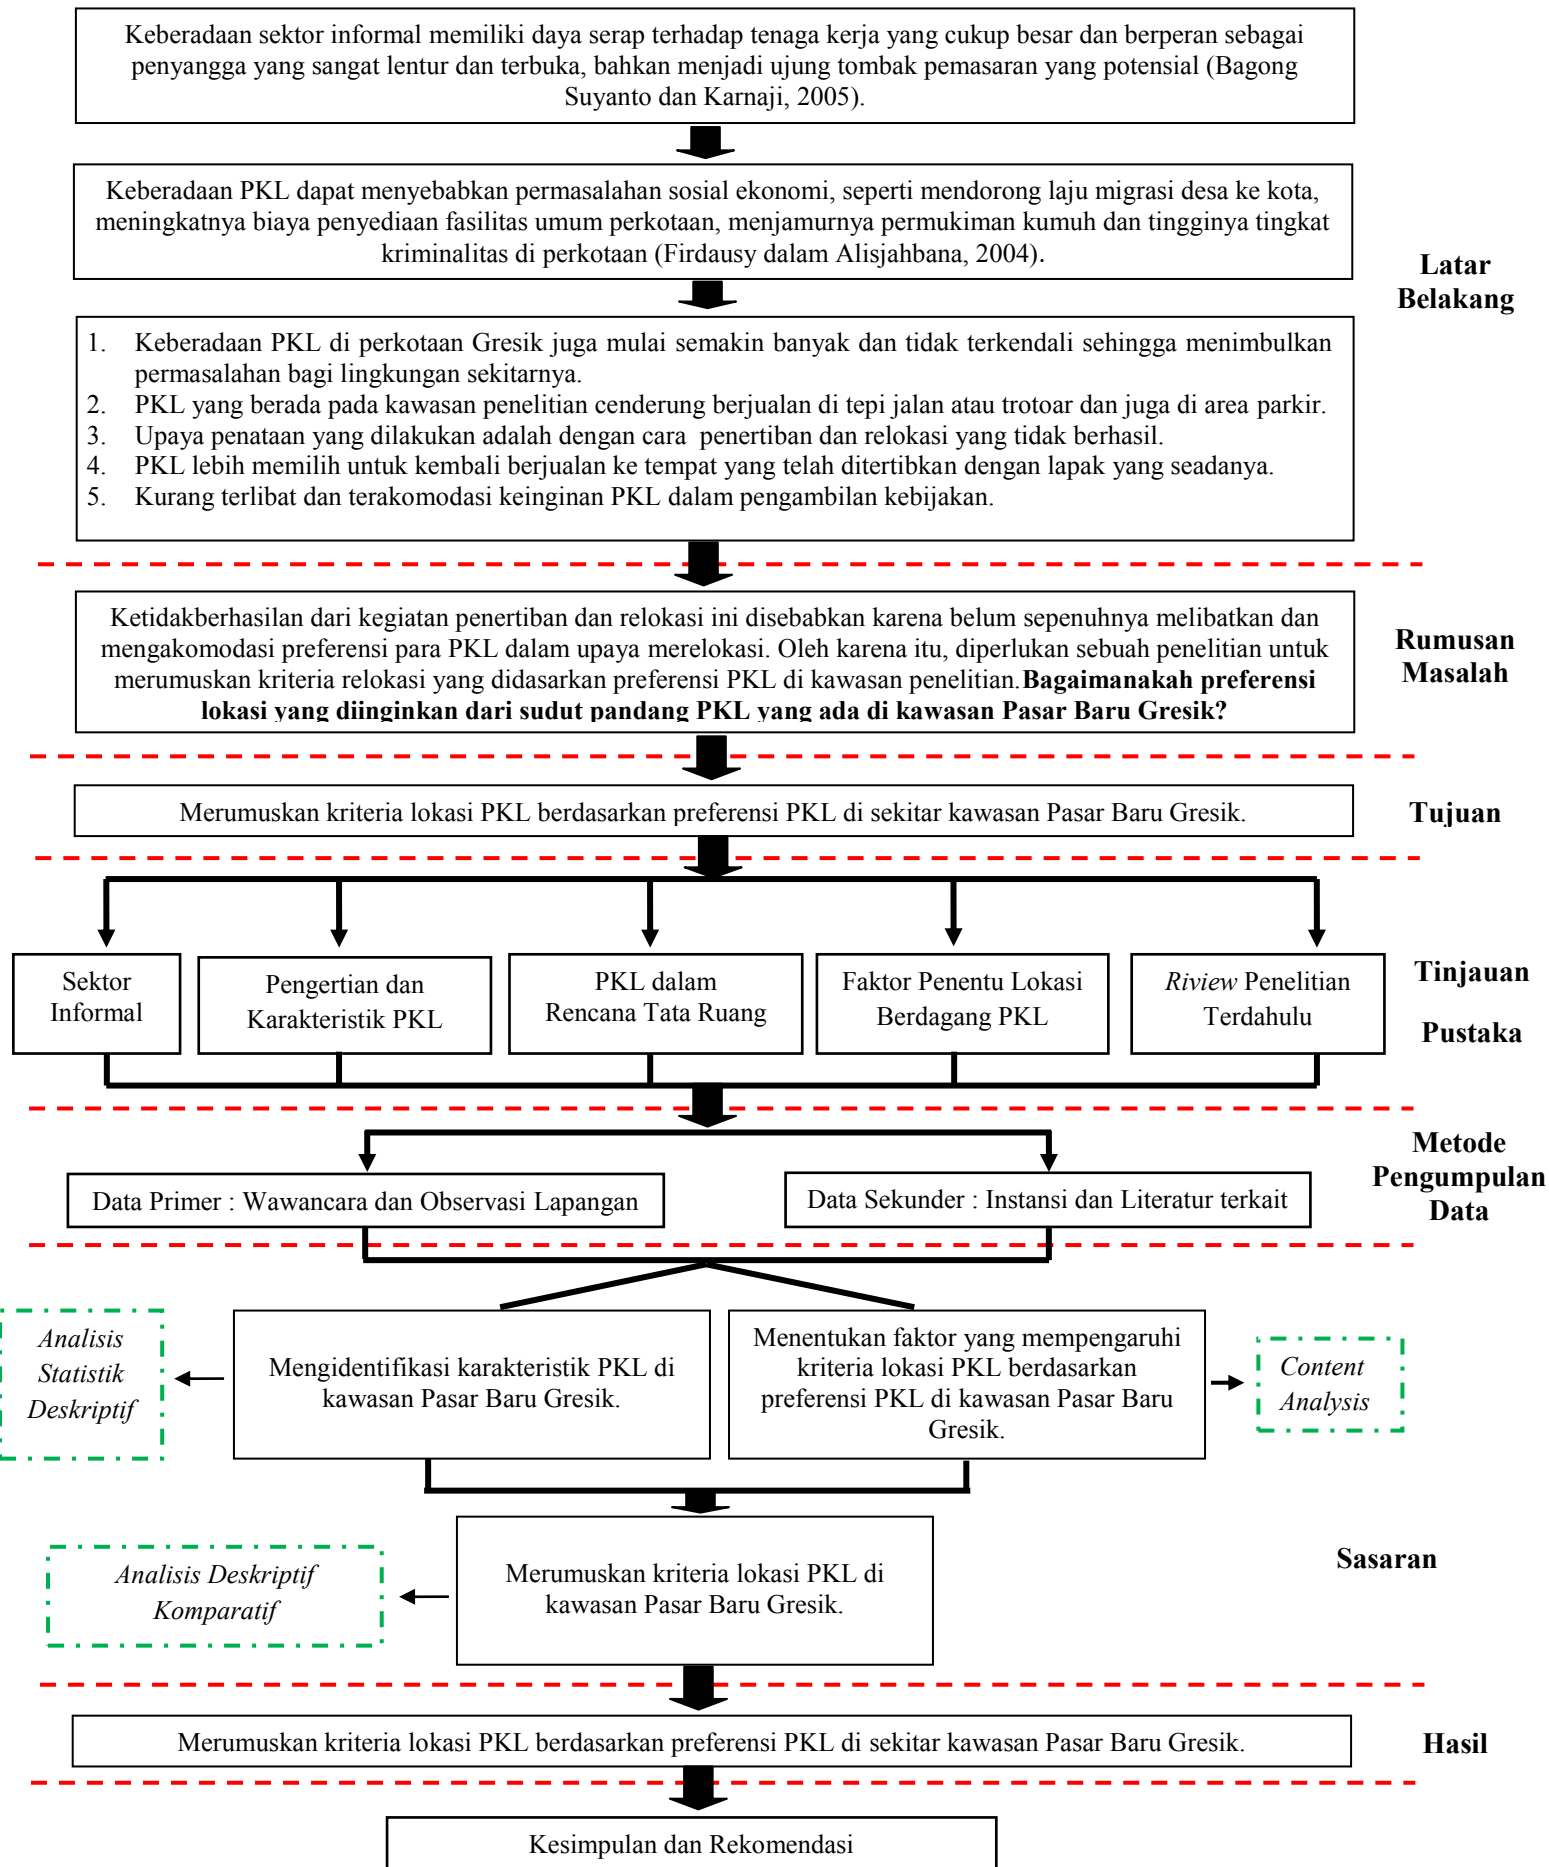 Keberadaan sektor informal memiliki daya serap terhadap tenaga kerja yang cukup besar dan berperan sebagai
penyangga yang sangat lentur dan terbuka, bahkan menjadi ujung tombak pemasaran yang potensial (Bagong
Suyanto dan Karnaji, 2005).
Keberadaan PKL dapat menyebabkan permasalahan sosial ekonomi, seperti mendorong laju migrasi desa ke kota,
meningkatnya biaya penyediaan fasilitas umum perkotaan, menjamurnya permukiman kumuh dan tingginya tingkat
kriminalitas di perkotaan (Firdausy dalam Alisjahbana, 2004).
Latar
Belakang
1. Keberadaan PKL di perkotaan Gresik juga mulai semakin banyak dan tidak terkendali sehingga menimbulkan
permasalahan bagi lingkungan sekitarnya.
2. PKL yang berada pada kawasan penelitian cenderung berjualan di tepi jalan atau trotoar dan juga di area parkir.
3. Upaya penataan yang dilakukan adalah dengan cara penertiban dan relokasi yang tidak berhasil.
4. PKL lebih memilih untuk kembali berjualan ke tempat yang telah ditertibkan dengan lapak yang seadanya.
5. Kurang terlibat dan terakomodasi keinginan PKL dalam pengambilan kebijakan.
Ketidakberhasilan dari kegiatan penertiban dan relokasi ini disebabkan karena belum sepenuhnya melibatkan dan
mengakomodasi preferensi para PKL dalam upaya merelokasi. Oleh karena itu, diperlukan sebuah penelitian untuk
merumuskan kriteria relokasi yang didasarkan preferensi PKL di kawasan penelitian.Bagaimanakah preferensi
lokasi yang diinginkan dari sudut pandang PKL yang ada di kawasan Pasar Baru Gresik?
Rumusan
Masalah
Merumuskan kriteria lokasi PKL berdasarkan preferensi PKL di sekitar kawasan Pasar Baru Gresik.
Tujuan
Sektor
Informal
Pengertian dan
Karakteristik PKL
PKL dalam
Rencana Tata Ruang
Faktor Penentu Lokasi
Berdagang PKL
Riview Penelitian
Terdahulu
Tinjauan
Pustaka
Metode
Pengumpulan
Data
Data Primer : Wawancara dan Observasi Lapangan
Data Sekunder : Instansi dan Literatur terkait
Analisis
Statistik
Deskriptif
Mengidentifikasi karakteristik PKL di
kawasan Pasar Baru Gresik.
Menentukan faktor yang mempengaruhi
kriteria lokasi PKL berdasarkan
preferensi PKL di kawasan Pasar Baru
Gresik.
Content
Analysis
Analisis Deskriptif
Komparatif
Merumuskan kriteria lokasi PKL di
kawasan Pasar Baru Gresik.
Sasaran
Merumuskan kriteria lokasi PKL berdasarkan preferensi PKL di sekitar kawasan Pasar Baru Gresik.
Hasil
Kesimpulan dan Rekomendasi